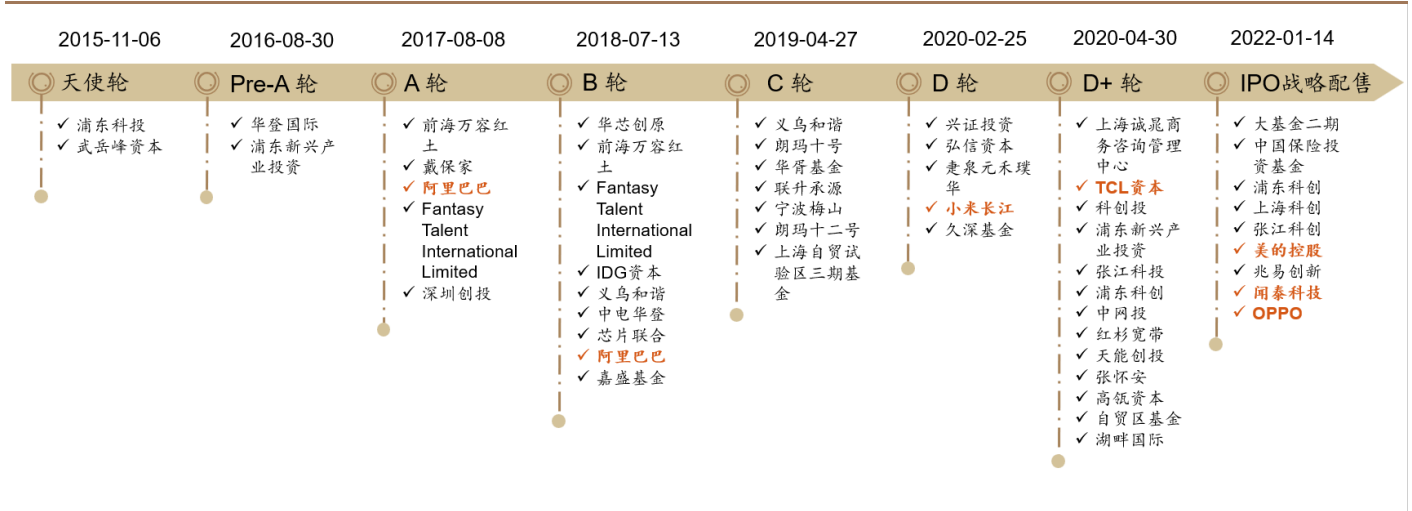 2015-11-06
天使轮
浦东科投
武岳峰资本
2016-08-30
Pre-A 轮
华登国际
浦东新兴产
业投资
2017-08-08
A 轮
前海万容红
土
戴保家
阿里巴巴
Fantasy
Talent
International
Limited
深圳创投
2018-07-13
B 轮
华芯创原
前海万容红
土
Fantasy
Talent
International
Limited
IDG资本
义乌和谐
中电华登
芯片联合
阿里巴巴
嘉盛基金
2019-04-27
C 轮
义乌和谐
朗玛十号
华胥基金
联升承源
宁波梅山
朗玛十二号
上海自贸试
验区三期基
金
2020-02-25
D 轮
兴证投资
弘信资本
疌泉元禾璞
华
小米长江
久深基金
2020-04-30
D+ 轮
上海诚晁商
务咨询管理
中心
TCL资本
科创投
浦东新兴产
业投资
张江科投
浦东科创
中网投
红杉宽带
天能创投
张怀安
高瓴资本
自贸区基金
湖畔国际
2022-01-14
IPO战略配售
大基金二期
中国保险投
资基金
浦东科创
上海科创
张江科创
美的控股
兆易创新
闻泰科技
OPPO